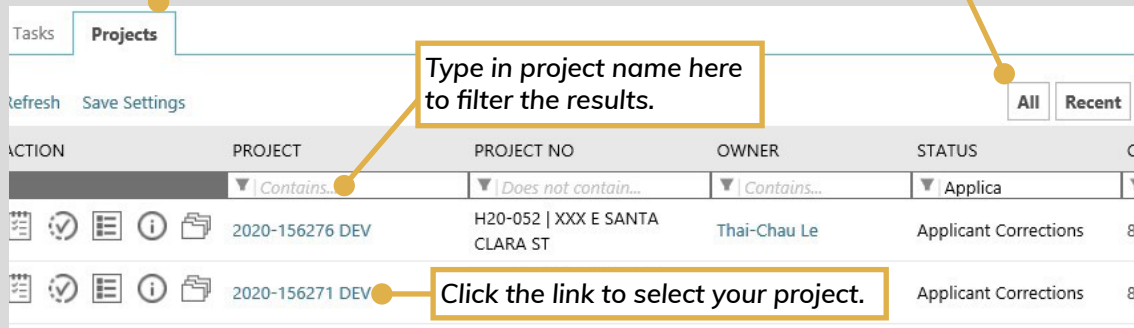 Tasks Projects
Type in project name here
to filter the results.
Refresh Save Settings All Recent
ACTION PROJECT PROJECT NO OWNER STATUS
Contains... Does not contain... Contains... Applica
2020-156276 DEV H20-052 | XXX E SANTA CLARA ST Thai-Chau Le Applicant Corrections 8
2020-156271 DEV Click the link to select your project. Applicant Corrections 8